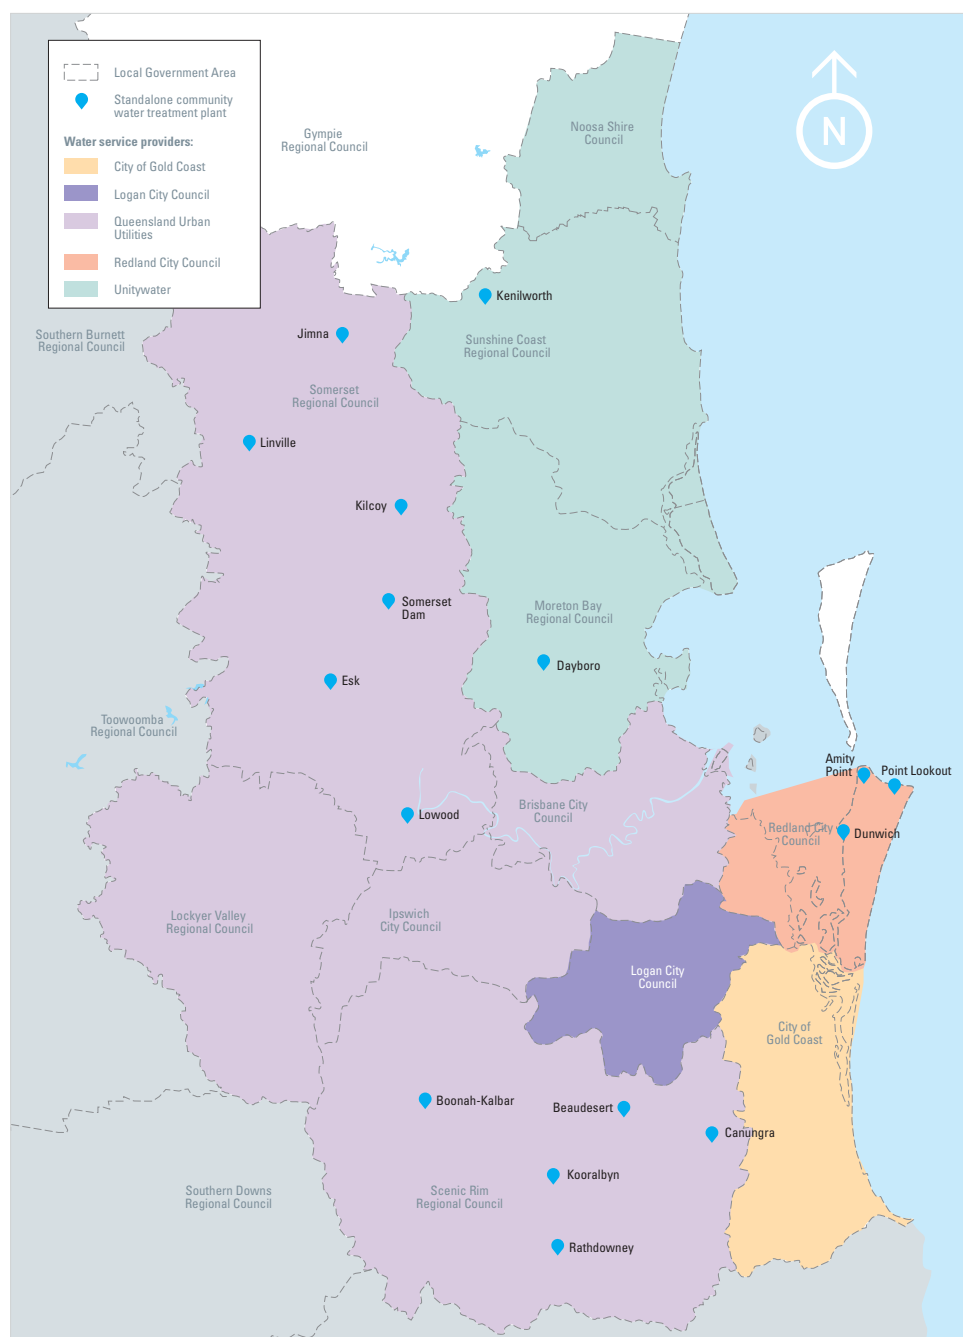 Local Government Area
Standalone community
water treatment plant
Water service providers:
City of Gold Coast
Logan City Council
Queensland Urban
Utilities
Redland City Council
Unitywater
N
Noosa Shire
Council
Gympie
Regional Council
Kenilworth
Southern Burnett
Regional Council
Jimna
Sunshine Coast
Regional Council
Somerset
Regional Council
Linville
Kilcoy
Somerset
Dam
Moreton Bay
Regional Council
Dayboro
Esk
Toowoomba
Regional Council
Amity
Point
Point Lookout
Lowood
Brisbane City
Council
Redland City
Council
Dunwich
Lockyer Valley
Regional Council
Ipswich
City Council
Logan City
Council
City of
Gold Coast
Boonah-Kalbar
Beaudesert
Canungra
Kooralbyn
Southern Downs
Regional Council
Scenic Rim
Regional Council
Rathdowney